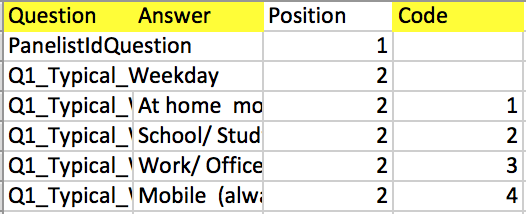 Question Answer Position Code
PanelistIdQuestion 1
Q1_Typical_Weekday 2
Q1_Typical_ At home mo 2 1
Q1_Typical_ School/ Stud 2 2
Q1_Typical_ Work/ Office 2 3
Q1_Typical_ Mobile (alwa 2 4